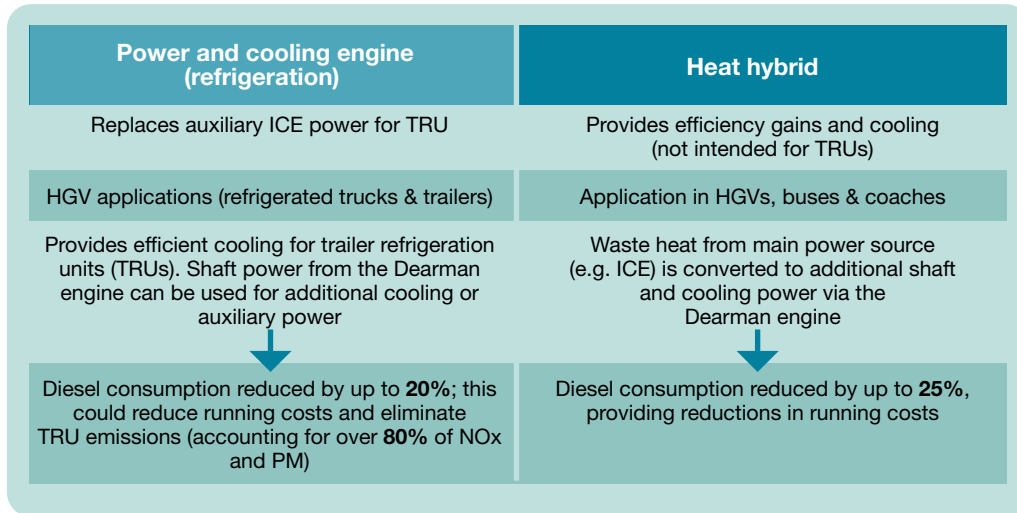 Power and cooling engine
(refrigeration)
Heat hybrid
Replaces auxiliary ICE power for TRU
Provides efficiency gains and cooling
(not intended for TRUs)
HGV applications (refrigerated trucks & trailers)
Application in HGVs, buses & coaches
Provides efficient cooling for trailer refrigeration
units (TRUs). Shaft power from the Dearman
engine can be used for additional cooling or
auxiliary power
Waste heat from main power source
(e.g. ICE) is converted to additional shaft
and cooling power via the
Dearman engine
Diesel consumption reduced by up to 20%; this
could reduce running costs and eliminate
TRU emissions (accounting for over 80% of NOx
and PM)
Diesel consumption reduced by up to 25%,
providing reductions in running costs